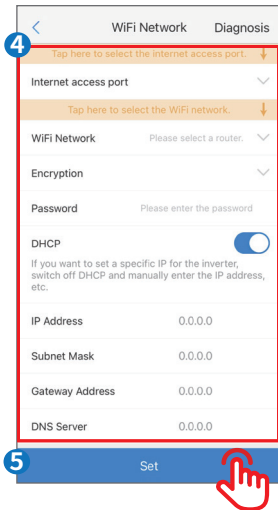 WiFi Network Diagnosis
4
Tap here to select the internet access port.
Internet access port
Tap here to select the WiFi network.
WiFi Network Please select a router.
Encryption
Password Please enter the password
DHCP
If you want to set a specific IP for the inverter,
switch off DHCP and manually enter the IP address,
etc.
IP Address 0.0.0.0
Subnet Mask 0.0.0.0
Gateway Address 0.0.0.0
DNS Server 0.0.0.0
5 Set